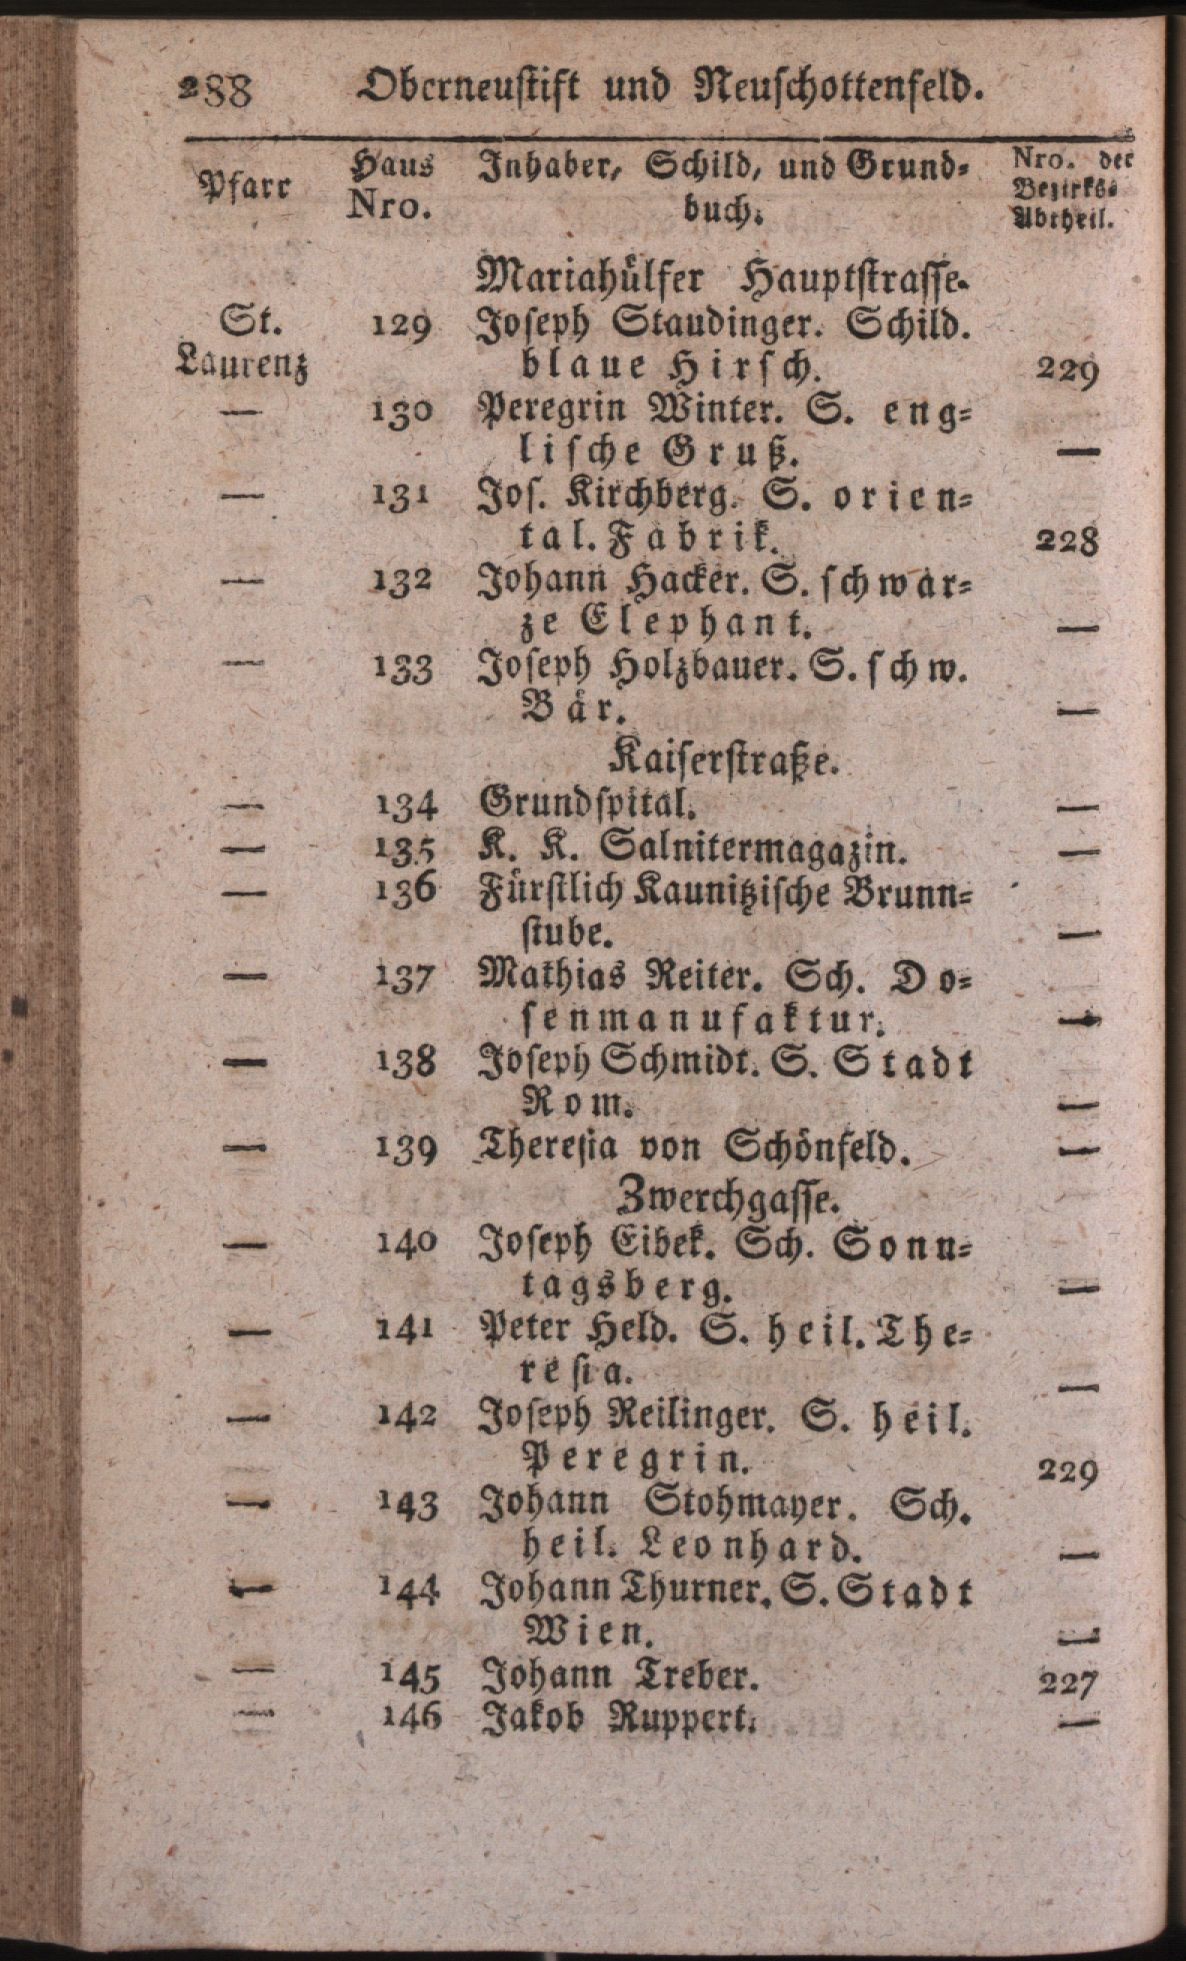 288 Oberneustift und Neuschottenfeld.
Pfarr Haus Nro. Inhaber, Schild, und Grund=
buch. Nro. der Bezirks= Abtheil.
Mariahülfer Hauptstrasse.
St. 129 Joseph Staudinger. Schild.
Laurenz blaue Hirsch. 229
— 130 Peregrin Winter. S. eng=
lische Gruß. —
— 131 Jos. Kirchberg. S. orien=
tal. Fabrik. 228
— 132 Johann Hacker. S. schwar=
ze Elephant. —
— 133 Joseph Holzbauer. S. schw.
Bär. —
Kaiserstraße.
— 134 Grundspital. —
— 135 K. K. Salnitermagazin. —
— 136 Fürstlich Kaunitzische Brunn=
stube. —
— 137 Mathias Reiter. Sch. Do=
senmanufaktur. —
— 138 Joseph Schmidt. S. Stadt
Rom. —
— 139 Theresia von Schönfeld. —
Zwerchgasse.
— 140 Joseph Eibek. Sch. Sonn=
tagsberg. —
— 141 Peter Held. S. heil. The=
resia. —
— 142 Joseph Reilinger. S. heil.
Peregrin. 229
— 143 Johann Stohmayer. Sch.
heil. Leonhard. —
— 144 Johann Thurner. S. Stadt
Wien. —
— 145 Johann Treber. 227
— 146 Jakob Ruppert. —